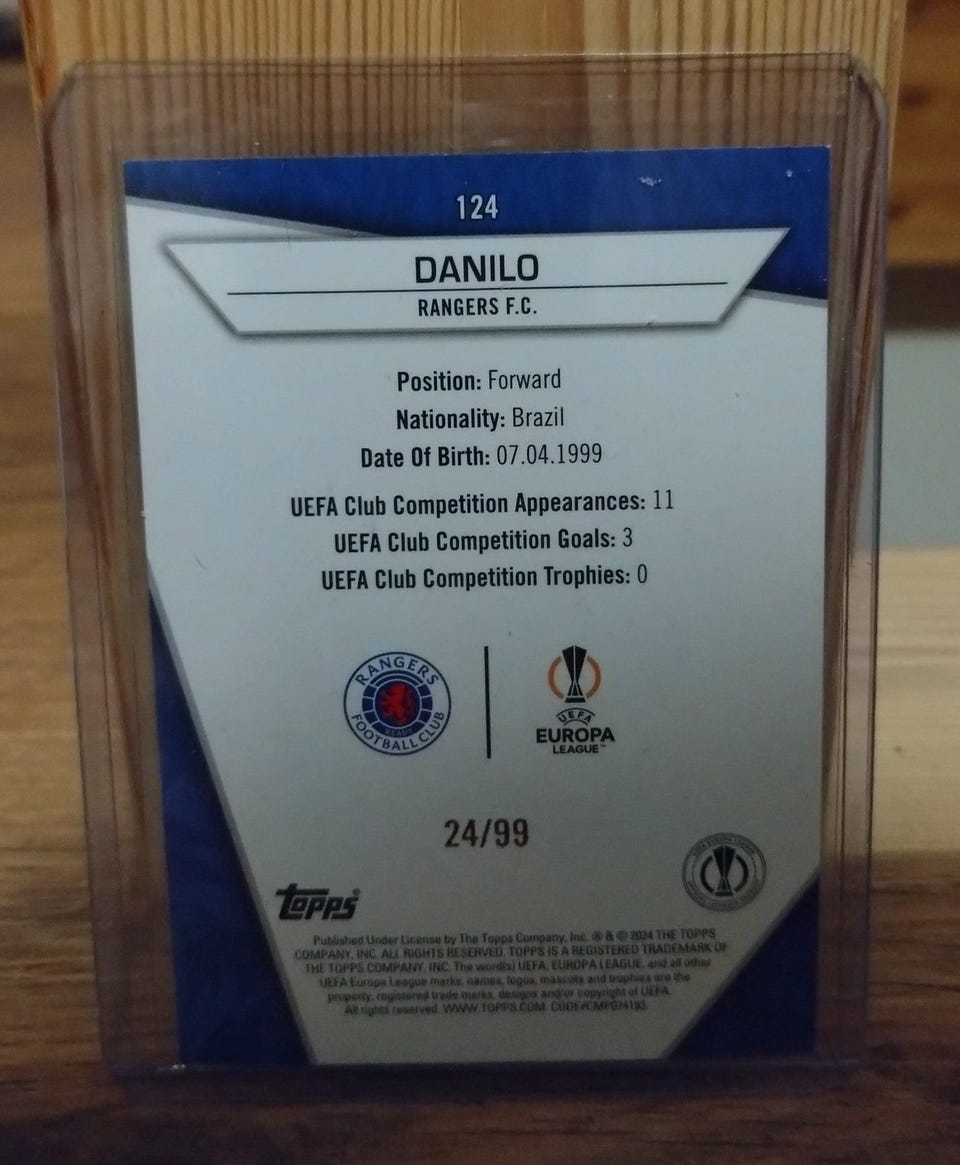 124
DANILO
RANGERS F.C.
Position: Forward
Nationality: Brazil
Date Of Birth: 07.04.1999
UEFA Club Competition Appearances: 11
UEFA Club Competition Goals: 3
UEFA Club Competition Trophies: 0
RANGERS
FOOTBALL CLUB
READY
UEFA
EUROPA
LEAGUE™
24/99
Topps®
Published Under License by The Topps Company, Inc. ® & © 2024 THE TOPPS
COMPANY, INC. ALL RIGHTS RESERVED. TOPPS IS A REGISTERED TRADEMARK OF
THE TOPPS COMPANY, INC. The word(s) UEFA, EUROPA LEAGUE, and all other
UEFA Europa League marks, names, logos, mascots and trophies are the
property, registered trade marks, designs and/or copyright of UEFA.
All rights reserved. WWW.TOPPS.COM. CODE#CMP074193